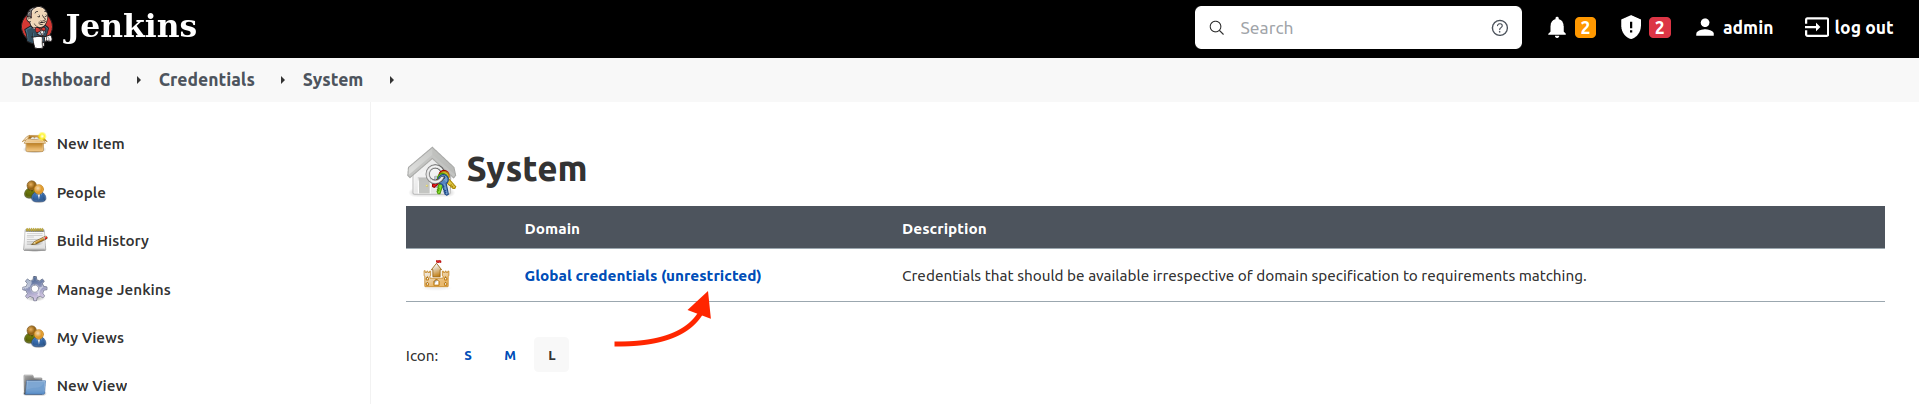 Jenkins
Search
2
2
admin
log out
Dashboard
Credentials
System
New Item
People
Build History
Manage Jenkins
My Views
New View
System
Domain Description
Global credentials (unrestricted) Credentials that should be available irrespective of domain specification to requirements matching.
Icon: S M L